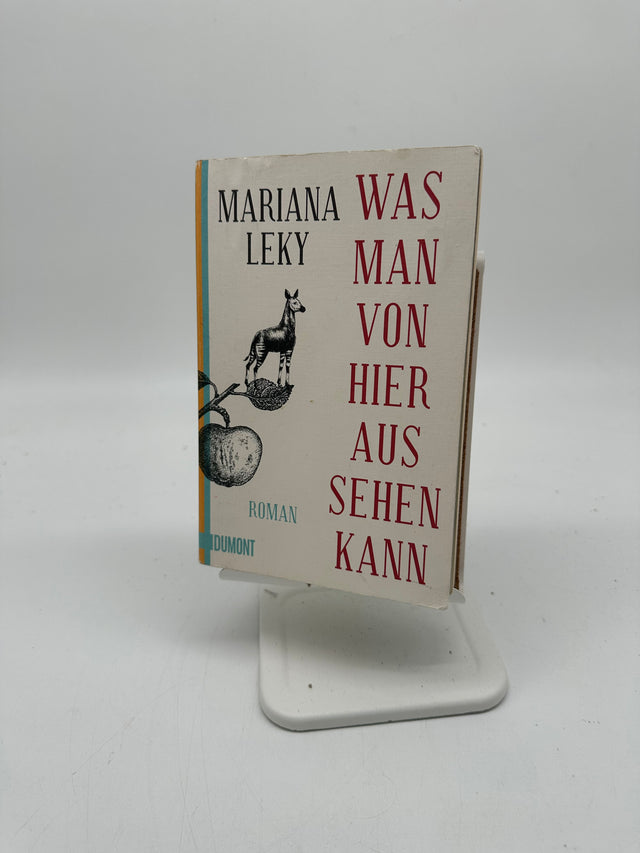 MARIANA
LEKY
WAS
MAN
VON
HIER
AUS
SEHEN
KANN
ROMAN
DUMONT